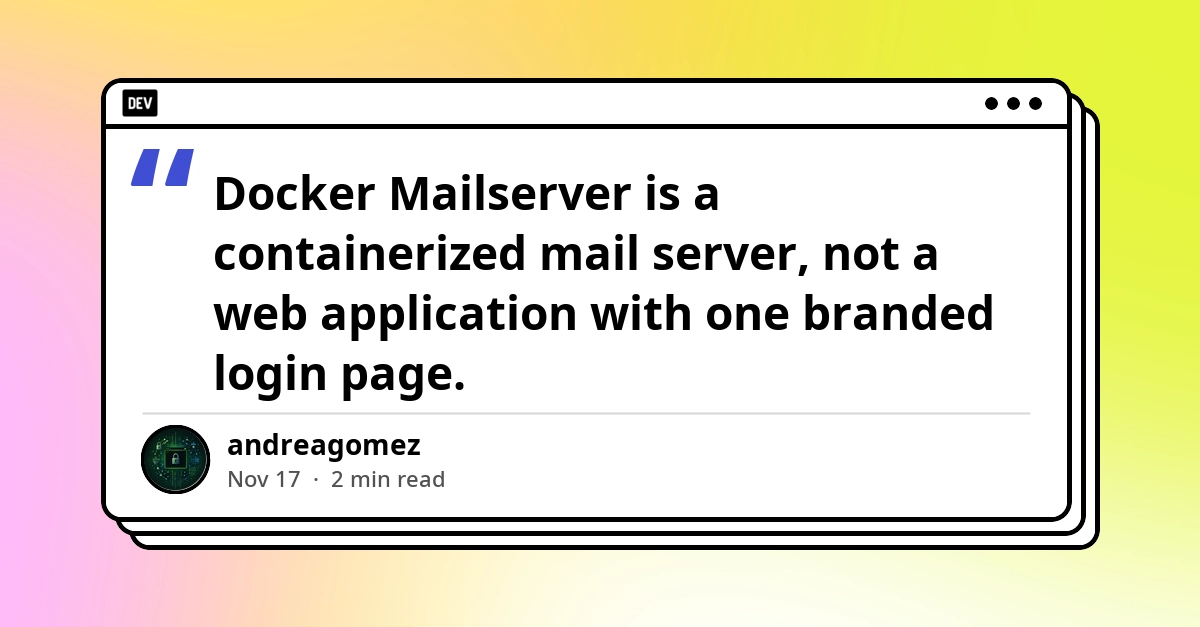 DEV
“Docker Mailserver is a
containerized mail server, not a
web application with one branded
login page.
andreagomez
Nov 17 · 2 min read